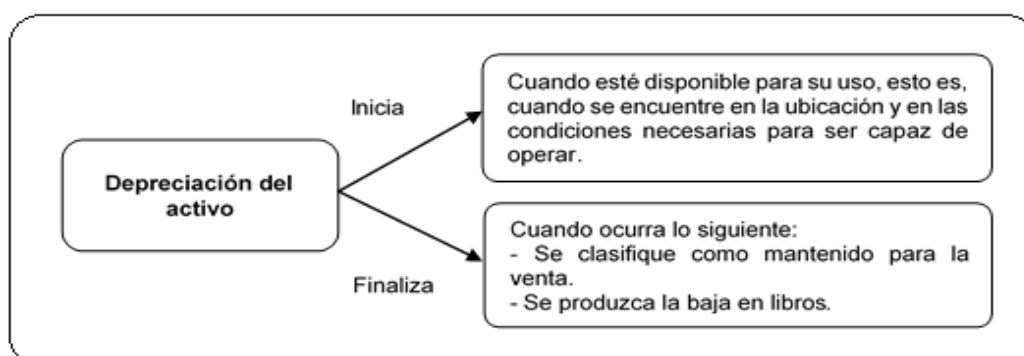 Depreciación del
activo
Inicia
Cuando esté disponible para su uso, esto es,
cuando se encuentre en la ubicación y en las
condiciones necesarias para ser capaz de
operar.
Finaliza
Cuando ocurra lo siguiente:
- Se clasifique como mantenido para la
venta.
- Se produzca la baja en libros.